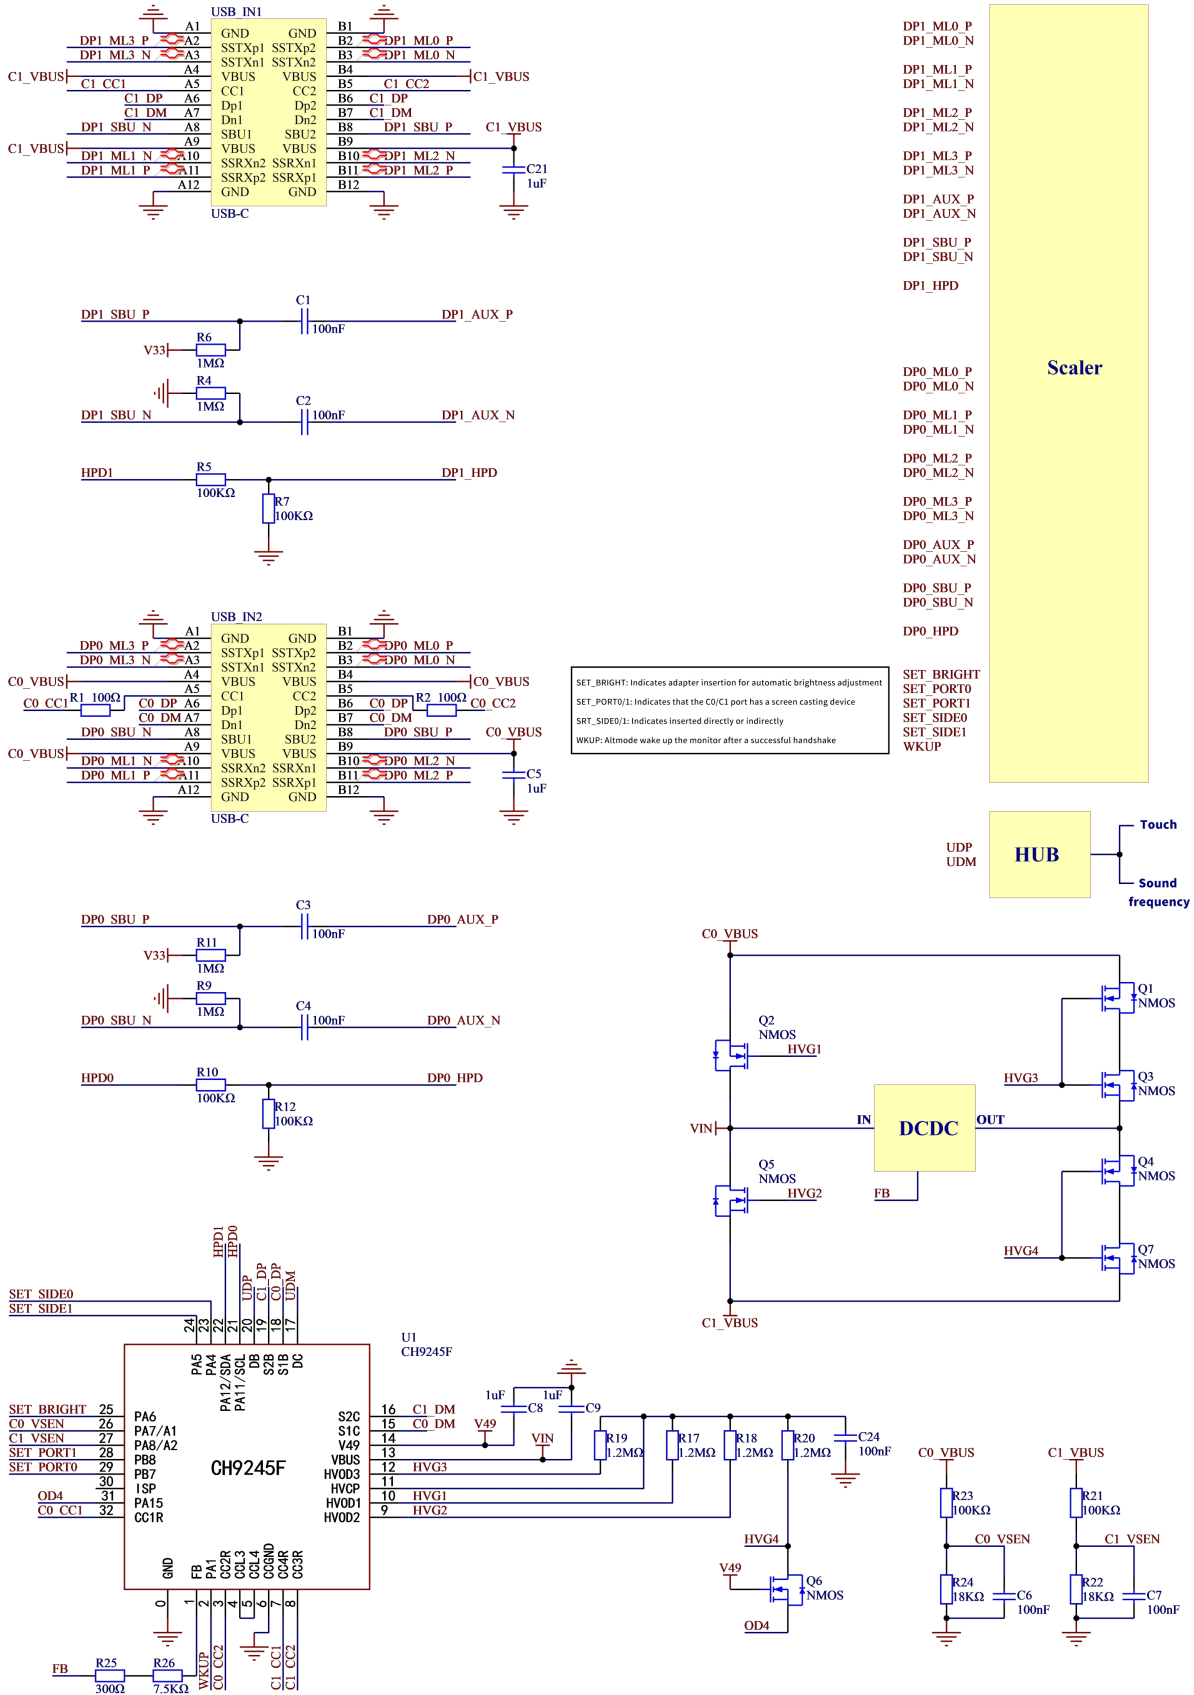 USB_IN1
A1 GND GND B1
DP1_ML3_P A2 SSTXp1 SSTXp2 B2 DP1_ML0_P
DP1_ML3_N A3 SSTXn1 SSTXn2 B3 DP1_ML0_N
C1_VBUS A4 VBUS VBUS B4 C1_VBUS
C1_CC1 A5 CC1 CC2 B5 C1_CC2
C1_DP A6 Dp1 Dp2 B6 C1_DP
C1_DM A7 Dn1 Dn2 B7 C1_DM
DP1_SBU_N A8 SBU1 SBU2 B8 DP1_SBU_P
C1_VBUS A9 VBUS VBUS B9
DP1_ML1_N A10 SSRXn2 SSRXn1 B10 DP1_ML2_N
DP1_ML1_P A11 SSRXp2 SSRXp1 B11 DP1_ML2_P
A12 GND GND B12
USB-C
C1_VBUS
C21
1uF
DP1_SBU_P
C1
100nF
DP1_AUX_P
V33
R6
1MΩ
R4
1MΩ
DP1_SBU_N
C2
100nF
DP1_AUX_N
HPD1
R5
100KΩ
DP1_HPD
R7
100KΩ
USB_IN2
A1 GND GND B1
DP0_ML3_P A2 SSTXp1 SSTXp2 B2 DP0_ML0_P
DP0_ML3_N A3 SSTXn1 SSTXn2 B3 DP0_ML0_N
C0_VBUS A4 VBUS VBUS B4 C0_VBUS
C0_CC1 R1 100Ω A5 CC1 CC2 B5 R2 100Ω C0_CC2
C0_DP A6 Dp1 Dp2 B6 C0_DP
C0_DM A7 Dn1 Dn2 B7 C0_DM
DP0_SBU_N A8 SBU1 SBU2 B8 DP0_SBU_P
C0_VBUS A9 VBUS VBUS B9
DP0_ML1_N A10 SSRXn2 SSRXn1 B10 DP0_ML2_N
DP0_ML1_P A11 SSRXp2 SSRXp1 B11 DP0_ML2_P
A12 GND GND B12
USB-C
C0_VBUS
C5
1uF
DP0_SBU_P
C3
100nF
DP0_AUX_P
V33
R11
1MΩ
R9
1MΩ
DP0_SBU_N
C4
100nF
DP0_AUX_N
HPD0
R10
100KΩ
DP0_HPD
R12
100KΩ
DP1_ML0_P
DP1_ML0_N
DP1_ML1_P
DP1_ML1_N
DP1_ML2_P
DP1_ML2_N
DP1_ML3_P
DP1_ML3_N
DP1_AUX_P
DP1_AUX_N
DP1_SBU_P
DP1_SBU_N
DP1_HPD
Scaler
DP0_ML0_P
DP0_ML0_N
DP0_ML1_P
DP0_ML1_N
DP0_ML2_P
DP0_ML2_N
DP0_ML3_P
DP0_ML3_N
DP0_AUX_P
DP0_AUX_N
DP0_SBU_P
DP0_SBU_N
DP0_HPD
SET_BRIGHT
SET_PORT0
SET_PORT1
SET_SIDE0
SET_SIDE1
WKUP
SET_BRIGHT: Indicates adapter insertion for automatic brightness adjustment
SET_PORT0/1: Indicates that the C0/C1 port has a screen casting device
SRT_SIDE0/1: Indicates inserted directly or indirectly
WKUP: Altmode wake up the monitor after a successful handshake
UDP
UDM
HUB
Touch
Sound
frequency
C0_VBUS
Q2
NMOS
HVG1
VIN
IN DCDC OUT
FB
Q5
NMOS
HVG2
C1_VBUS
Q1
NMOS
HVG3
Q3
NMOS
Q4
NMOS
HVG4
Q7
NMOS
SET_SIDE0
SET_SIDE1
HPD1
HPD0
UDP
C1_DP
C0_DP
UDM
24 23 22 21 20 19 18 17
PA5 PA4 PA12/SDA PA11/SCL DB S2B S1B DC
U1
CH9245F
SET_BRIGHT 25 PA6
C0_VSEN 26 PA7/A1
C1_VSEN 27 PA8/A2
SET_PORT1 28 PB8
SET_PORT0 29 PB7
30 ISP
OD4 31 PA15
C0_CC1 32 CC1R
CH9245F
S2C 16 C1_DM
S1C 15 C0_DM
V49 14
VBUS 13
HVOD3 12 HVG3
HVCP 11
HVOD1 10 HVG1
HVOD2 9 HVG2
GND FB PA1 CC2R CCL3 CCL4 CCGND CC4R CC3R
0 1 2 3 4 5 6 7 8
WKUP
C0_CC2
C1_CC1
C1_CC2
FB
R25
300Ω
R26
7.5KΩ
1uF
C8
1uF
C9
V49
VIN
R19
1.2MΩ
R17
1.2MΩ
R18
1.2MΩ
R20
1.2MΩ
C24
100nF
HVG4
V49
Q6
NMOS
OD4
C0_VBUS
R23
100KΩ
C0_VSEN
R24
18KΩ
C6
100nF
C1_VBUS
R21
100KΩ
C1_VSEN
R22
18KΩ
C7
100nF